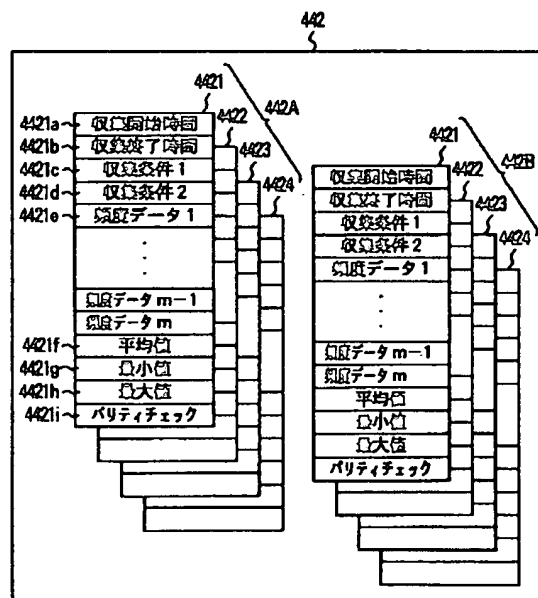 442
4421
4422
4423
4424
442A
4421a 収集開始時間
4421b 収集終了時間
4421c 収集条件1
4421d 収集条件2
4421e 頻度データ1
・
・
・
頻度データm-1
頻度データm
4421f 平均値
4421g 最小値
4421h 最大値
4421i パリティチェック
4421
4422
4423
4424
442B
収集開始時間
収集終了時間
収集条件1
収集条件2
頻度データ1
・
・
・
頻度データm-1
頻度データm
平均値
最小値
最大値
パリティチェック